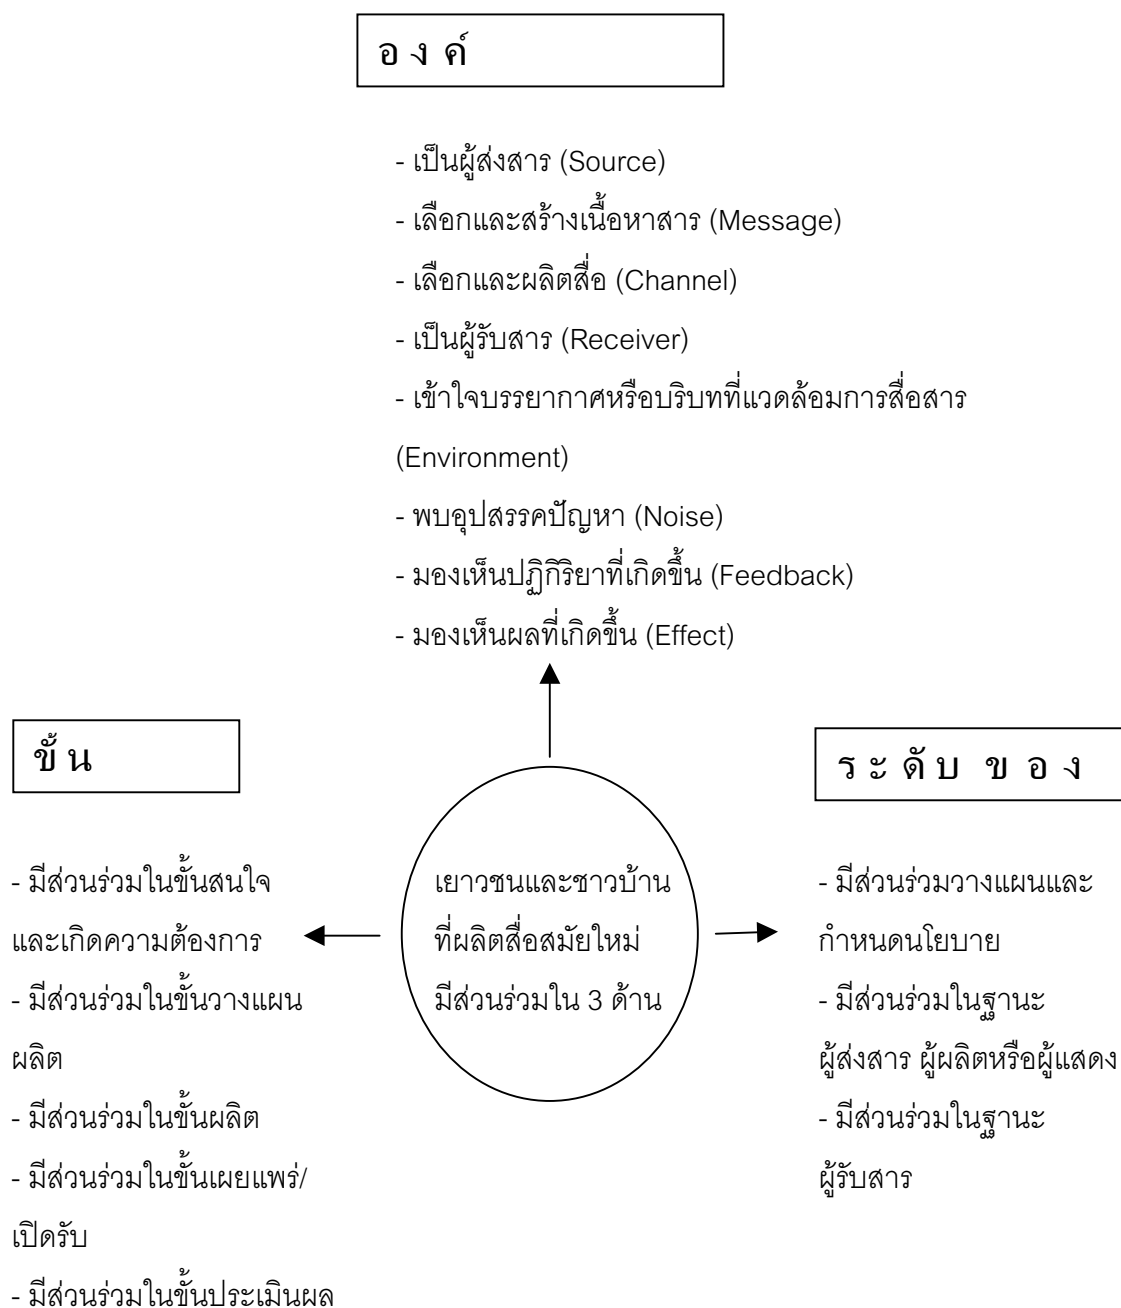 องค์
- เป็นผู้ส่งสาร (Source)
- เลือกและสร้างเนื้อหาสาร (Message)
- เลือกและผลิตสื่อ (Channel)
- เป็นผู้รับสาร (Receiver)
- เข้าใจบรรยากาศหรือบริบทที่แวดล้อมการสื่อสาร
(Environment)
- พบอุปสรรคปัญหา (Noise)
- มองเห็นปฏิกิริยาที่เกิดขึ้น (Feedback)
- มองเห็นผลที่เกิดขึ้น (Effect)
ขั้น
- มีส่วนร่วมในขั้นสนใจ
และเกิดความต้องการ
- มีส่วนร่วมในขั้นวางแผน
ผลิต
- มีส่วนร่วมในขั้นผลิต
- มีส่วนร่วมในขั้นเผยแพร่/
เปิดรับ
- มีส่วนร่วมในขั้นประเมินผล
เยาวชนและชาวบ้าน
ที่ผลิตสื่อสมัยใหม่
มีส่วนร่วมใน 3 ด้าน
ระดับของ
- มีส่วนร่วมวางแผนและ
กำหนดนโยบาย
- มีส่วนร่วมในฐานะ
ผู้ส่งสาร ผู้ผลิตหรือผู้แสดง
- มีส่วนร่วมในฐานะ
ผู้รับสาร